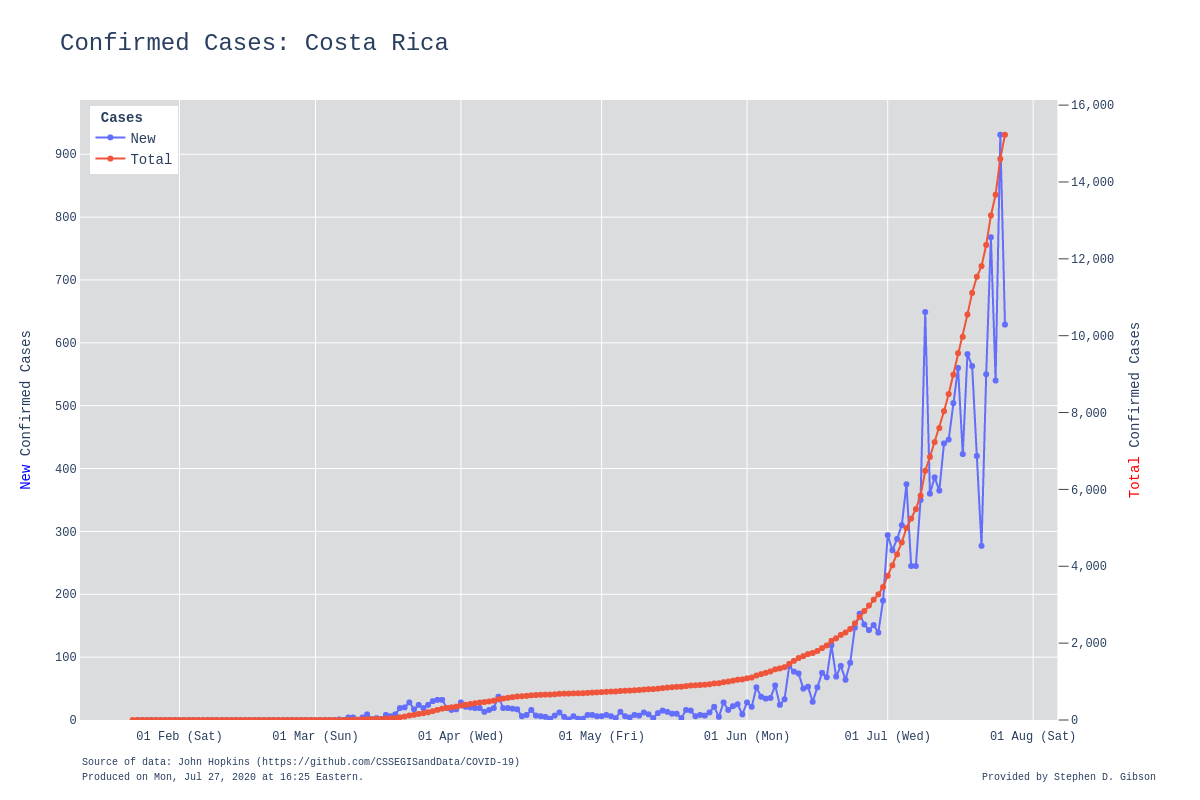 Confirmed Cases: Costa Rica
Cases
New
Total
900
800
700
600
500
400
300
200
100
0
New Confirmed Cases
16,000
14,000
12,000
10,000
8,000
6,000
4,000
2,000
0
Total Confirmed Cases
01 Feb (Sat)
01 Mar (Sun)
01 Apr (Wed)
01 May (Fri)
01 Jun (Mon)
01 Jul (Wed)
01 Aug (Sat)
Source of data: John Hopkins (https://github.com/CSSEGISandData/COVID-19)
Produced on Mon, Jul 27, 2020 at 16:25 Eastern.
Provided by Stephen D. Gibson